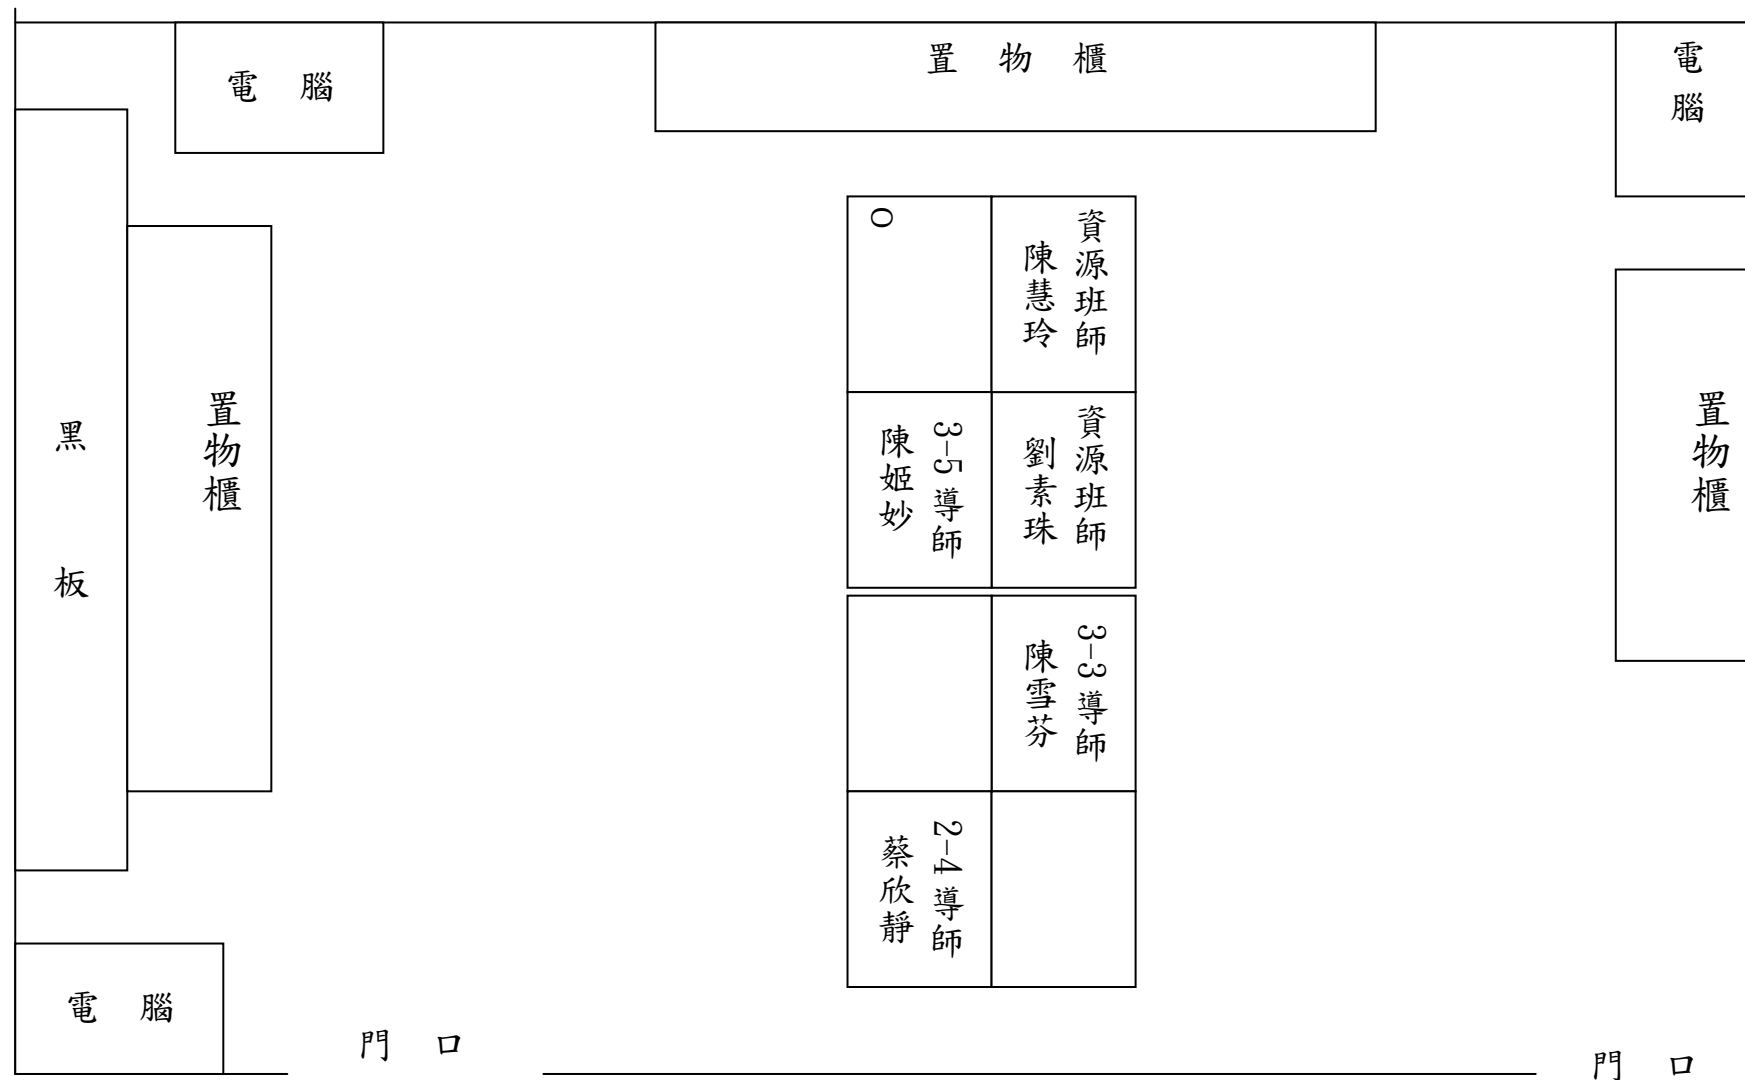 電 腦
置 物 櫃
電腦
黑 板
置物櫃
O
資源班師
陳慧玲
3-5 導師
陳姬妙
資源班師
劉素珠
置物櫃
3-3 導師
陳雪芬
2-4 導師
蔡欣靜
電 腦
門 口
門 口